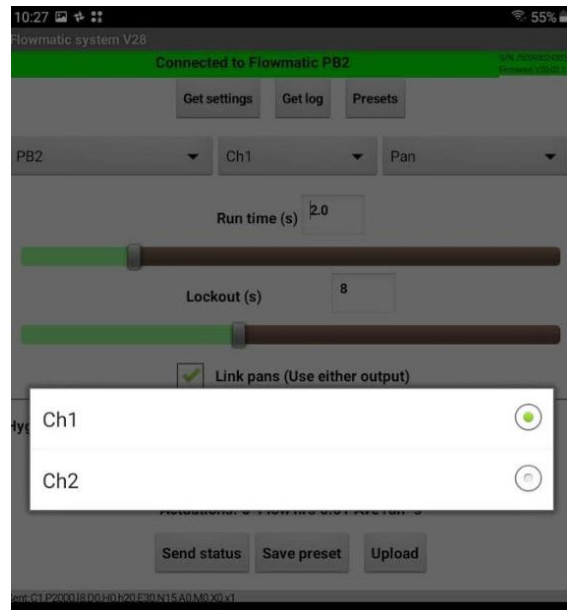 10:27 55%
Flowmatic system V28
Connected to Flowmatic PB2
Get settings Get log Presets
PB2 Ch1 Pan
Run time (s) 2.0
Lockout (s) 8
Link pans (Use either output)
Hyg
Ch1
Ch2
Send status Save preset Upload